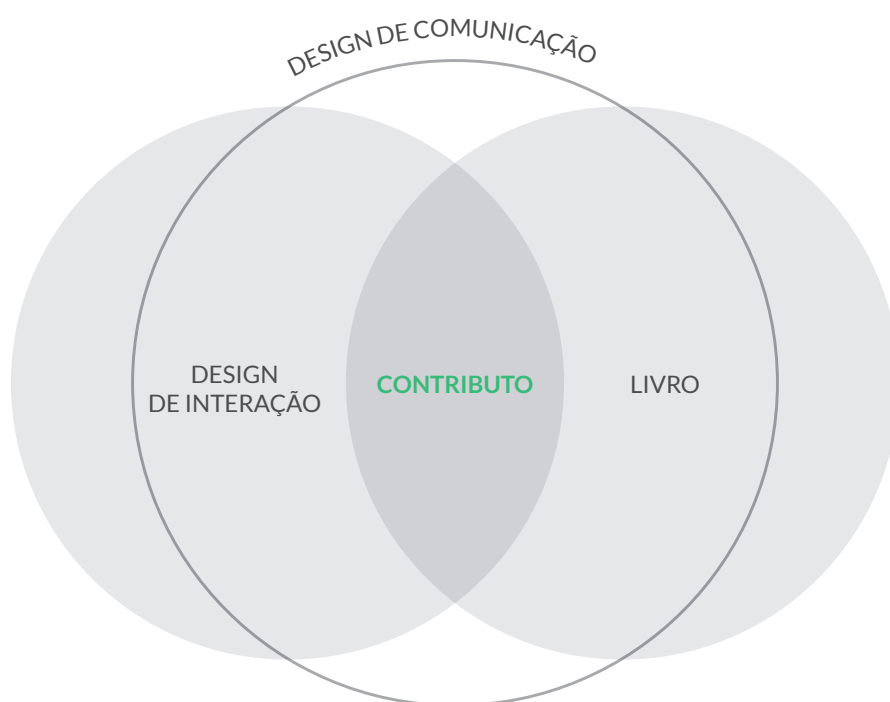 DESIGN DE COMUNICAÇÃO
DESIGN
DE INTERAÇÃO
CONTRIBUTO
LIVRO